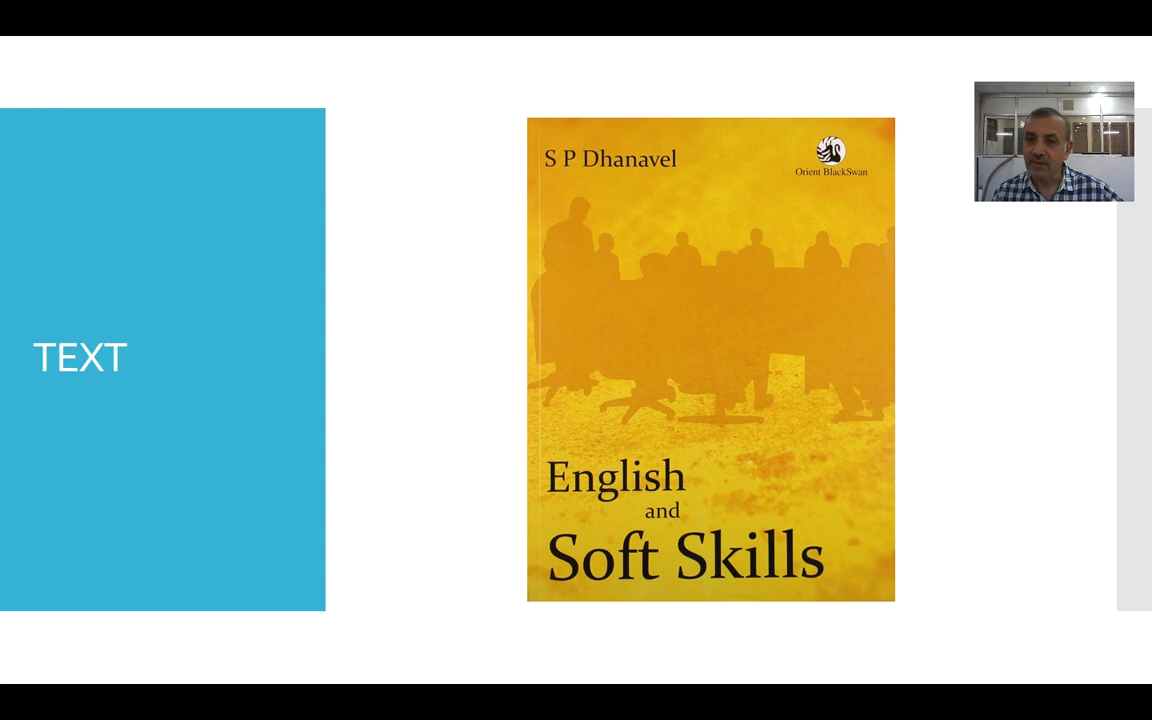 TEXT
S P Dhanavel
Orient BlackSwan
English
and
Soft Skills